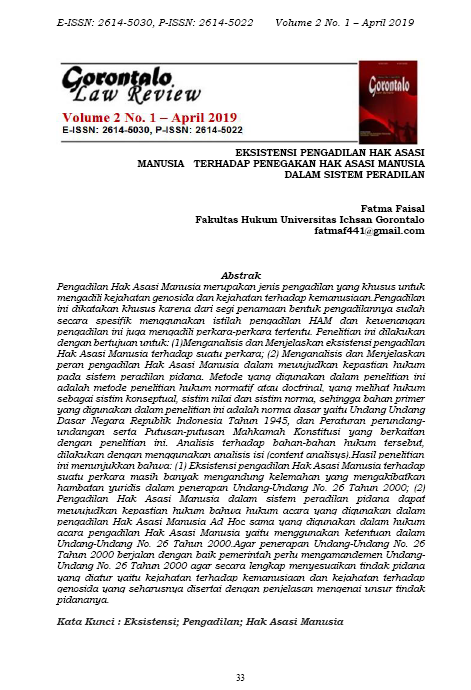 E-ISSN: 2614-5030, P-ISSN: 2614-5022 Volume 2 No. 1 – April 2019
Gorontalo
Law Review
Volume 2 No. 1 – April 2019
E-ISSN: 2614-5030, P-ISSN: 2614-5022
EKSISTENSI PENGADILAN HAK ASASI
MANUSIA TERHADAP PENEGAKAN HAK ASASI MANUSIA
DALAM SISTEM PERADILAN
Fatma Faisal
Fakultas Hukum Universitas Ichsan Gorontalo
fatmaf441@gmail.com
Abstrak
Pengadilan Hak Asasi Manusia merupakan jenis pengadilan yang khusus untuk
mengadili kejahatan genosida dan kejahatan terhadap kemanusiaan.Pengadilan
ini dikatakan khusus karena dari segi penamaan bentuk pengadilannya sudah
secara spesifik menggunakan istilah pengadilan HAM dan kewenangan
pengadilan ini juga mengadili perkara-perkara tertentu. Penelitian ini dilakukan
dengan bertujuan untuk: (1)Menganalisis dan Menjelaskan eksistensi pengadilan
Hak Asasi Manusia terhadap suatu perkara; (2) Menganalisis dan Menjelaskan
peran pengadilan Hak Asasi Manusia dalam mewujudkan kepastian hukum
pada sistem peradilan pidana. Metode yang digunakan dalam penelitian ini
adalah metode penelitian hukum normatif atau doctrinal, yang melihat hukum
sebagai sistim konseptual, sistim nilai dan sistim norma, sehingga bahan primer
yang digunakan dalam penelitian ini adalah norma dasar yaitu Undang Undang
Dasar Negara Republik Indonesia Tahun 1945, dan Peraturan perundang-
undangan serta Putusan-putusan Mahkamah Konstitusi yang berkaitan
dengan penelitian ini. Analisis terhadap bahan-bahan hukum tersebut,
dilakukan dengan menggunakan analisis isi (content analisys).Hasil penelitian
ini menunjukkan bahwa: (1) Eksistensi pengadilan Hak Asasi Manusia terhadap
suatu perkara masih banyak mengandung kelemahan yang mengakibatkan
hambatan yuridis dalam penerapan Undang-Undang No. 26 Tahun 2000; (2)
Pengadilan Hak Asasi Manusia dalam sistem peradilan pidana dapat
mewujudkan kepastian hukum bahwa hukum acara yang digunakan dalam
pengadilan Hak Asasi Manusia Ad Hoc sama yang digunakan dalam hukum
acara pengadilan Hak Asasi Manusia yaitu menggunakan ketentuan dalam
Undang-Undang No. 26 Tahun 2000.Agar penerapan Undang-Undang No. 26
Tahun 2000 berjalan dengan baik pemerintah perlu mengamandemen Undang-
Undang No. 26 Tahun 2000 agar secara lengkap menyesuaikan tindak pidana
yang diatur yaitu kejahatan terhadap kemanusiaan dan kejahatan terhadap
genosida yang seharusnya disertai dengan penjelasan mengenai unsur tindak
pidananya.
Kata Kunci : Eksistensi; Pengadilan; Hak Asasi Manusia
33